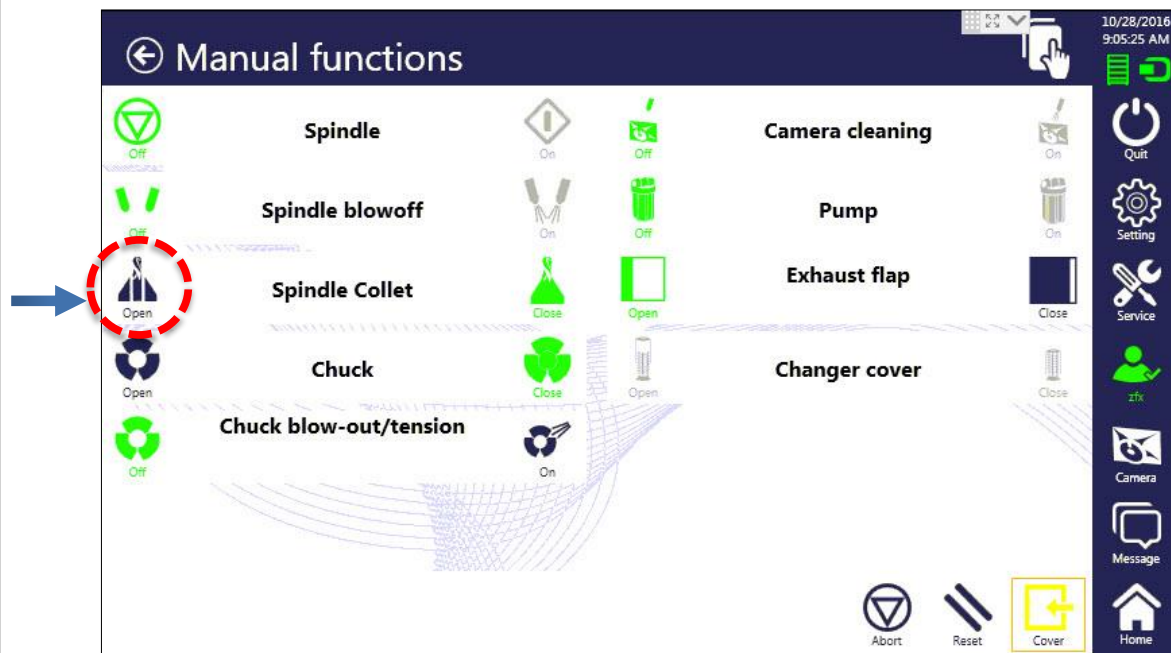 10/28/2016
9:05:25 AM
Manual functions
Off
Spindle
On
Off
Camera cleaning
On
Quit
Off
Spindle blowoff
On
Off
Pump
On
Setting
Open
Spindle Collet
Close
Open
Exhaust flap
Close
Service
Open
Chuck
Close
Open
Changer cover
Close
zfx
Off
Chuck blow-out/tension
On
Camera
Message
Abort
Reset
Cover
Home